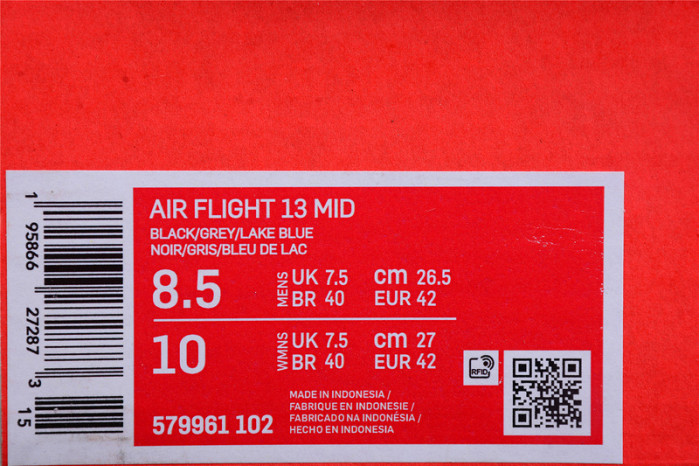 AIR FLIGHT 13 MID
BLACK/GREY/LAKE BLUE
NOIR/GRIS/BLEU DE LAC
8.5 MENS UK 7.5 cm 26.5
BR 40 EUR 42
10 WMNS UK 7.5 cm 27
BR 40 EUR 42
RFID
579961 102
MADE IN INDONESIA /
FABRIQUE EN INDONESIE /
FABRICADO NA INDONÉSIA /
HECHO EN INDONESIA
1 95866 27287 3 15